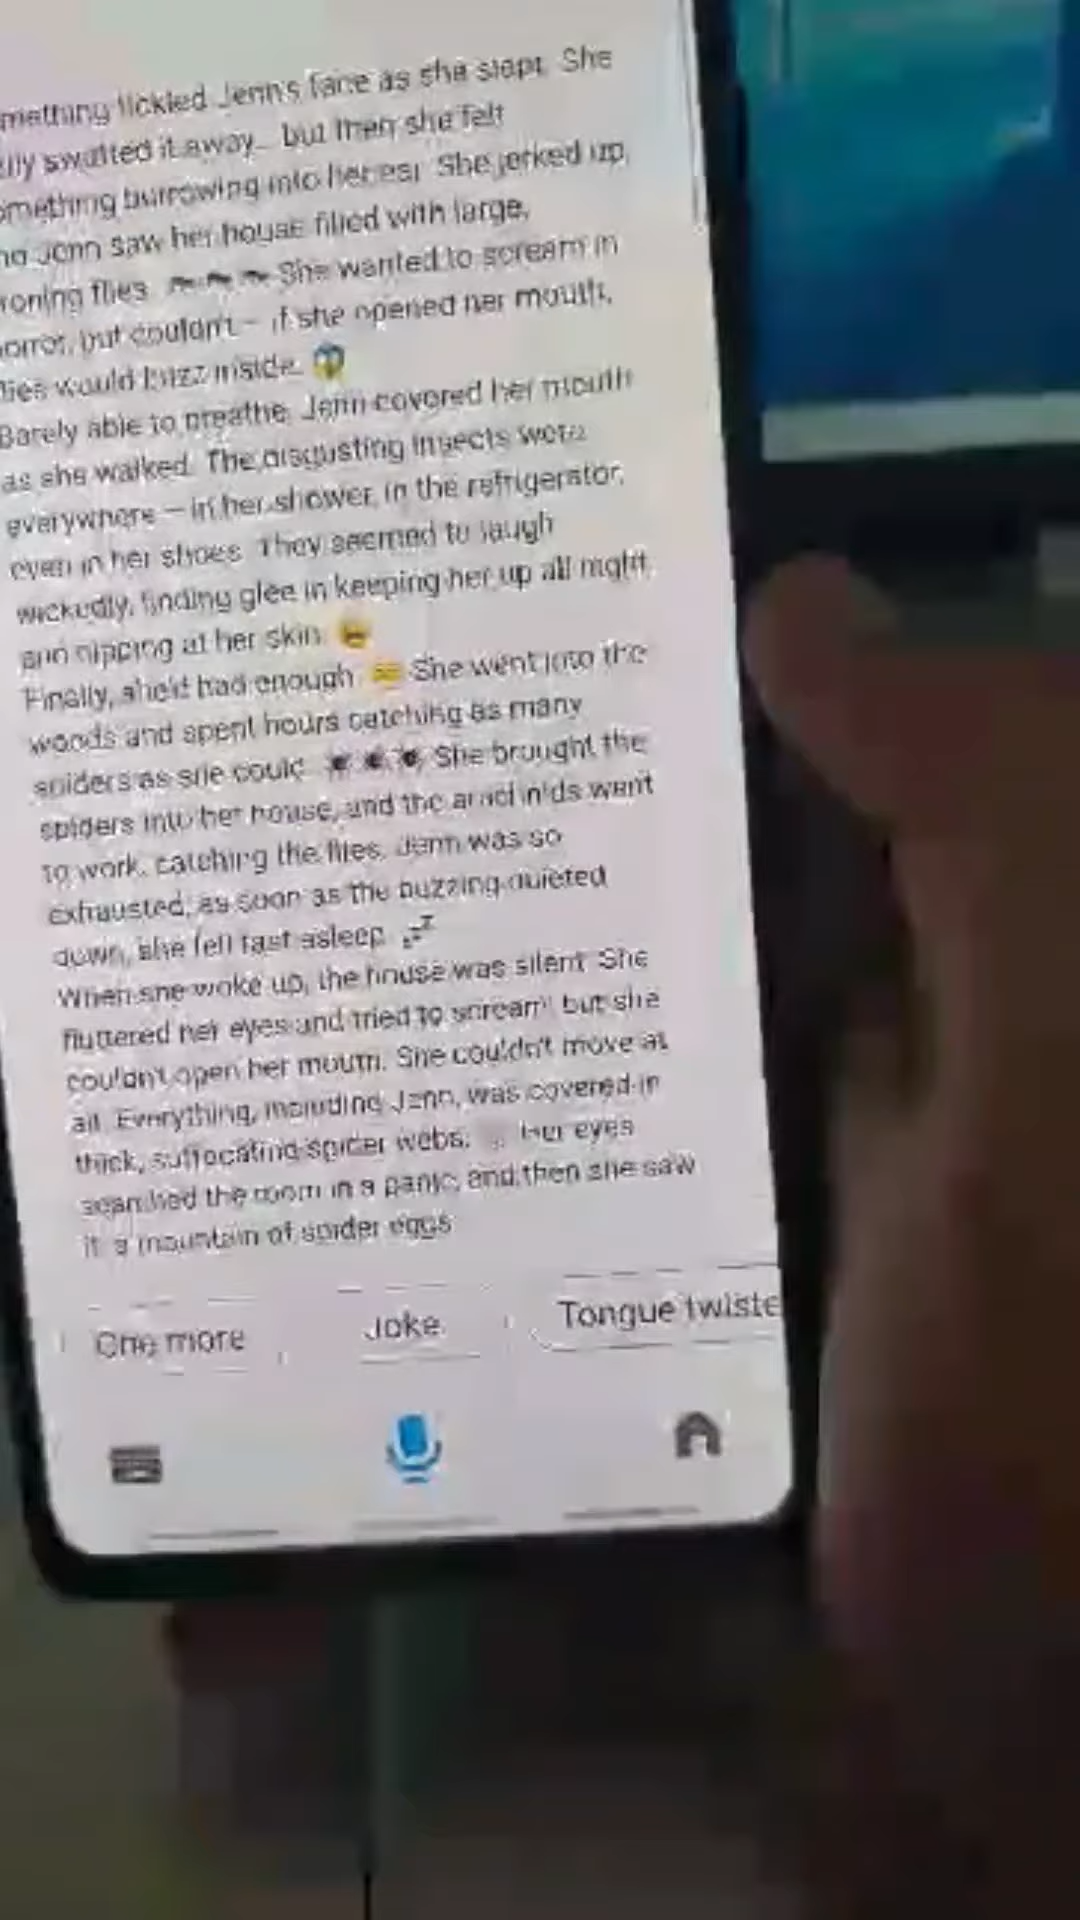 mething tickled Jenn's face as she slept. She
swatted it away... but then she felt
omething burrowing into her ear. She jerked up,
Jenn saw her house filled with large,
roning flies. She wanted to scream in
orror, but couldn't – if she opened her mouth,
lies would buzz inside. 😱
Barely able to breathe, Jenn covered her mouth
as she walked. The disgusting insects were
everywhere – in her shower, in the refrigerator,
even in her shoes. They seemed to laugh
wickedly, finding glee in keeping her up all night
and nipping at her skin.
Finally, she'd had enough. She went into the
woods and spent hours catching as many
spiders as she could. She brought the
spiders into her house, and the arachnids went
to work, catching the flies. Jenn was so
exhausted, as soon as the buzzing quieted
down, she fell fast asleep. 💤
When she woke up, the house was silent. She
fluttered her eyes and tried to scream, but she
couldn't open her mouth. She couldn't move at
all. Everything, including Jenn, was covered in
thick, suffocating spider webs. Her eyes
searched the room in a panic, and then she saw
it: a mountain of spider eggs
One more
Joke
Tongue twiste